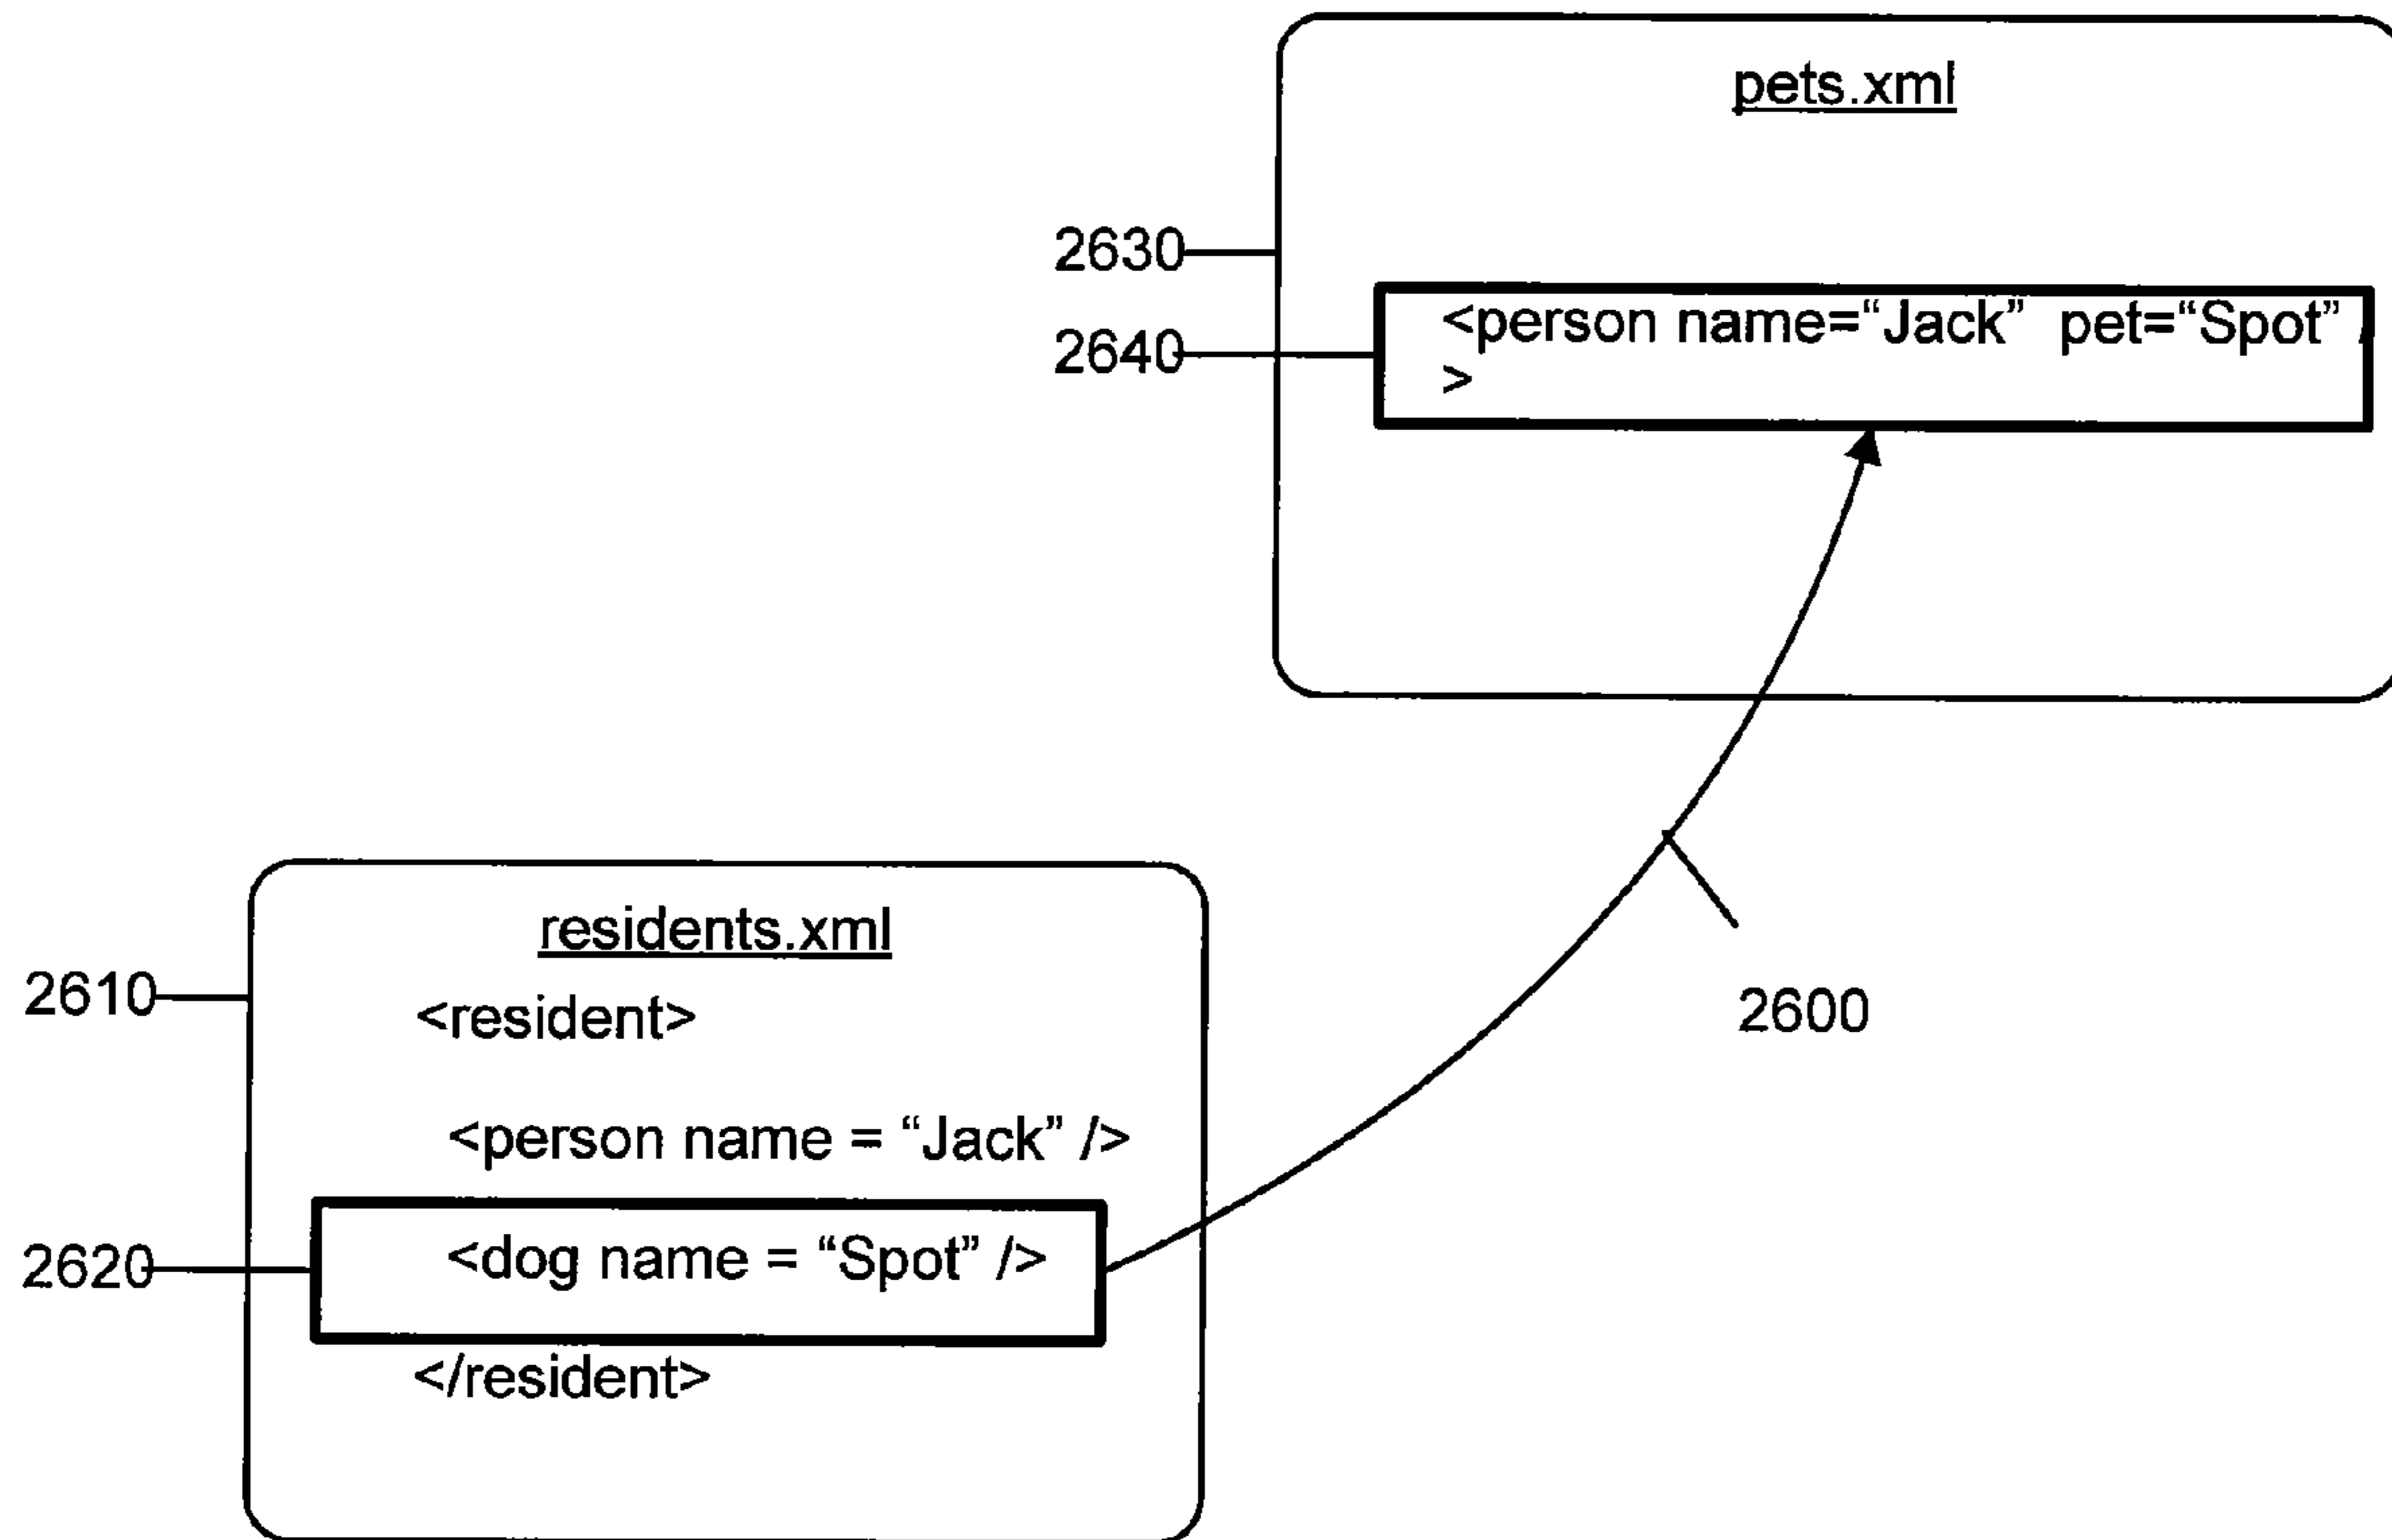 pets.xml
2630
<person name=“Jack” pet=“Spot” /
>
2640
residents.xml
2610
<resident>
2600
<person name = “Jack” />
<dog name = “Spot” />
2620
</resident>